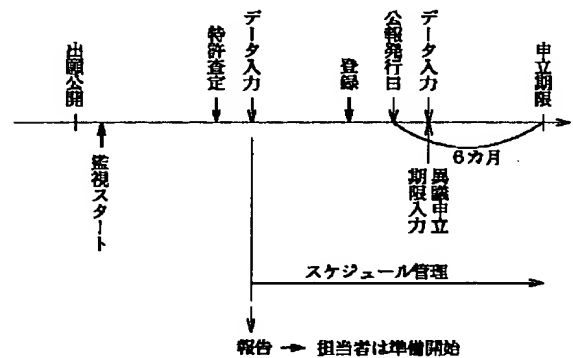 出願公開
特許査定
データ入力
登録
公報発行日
データ入力
申立期限
監視スタート
6カ月
異議申立
期限入力
スケジュール管理
報告 → 担当者は準備開始